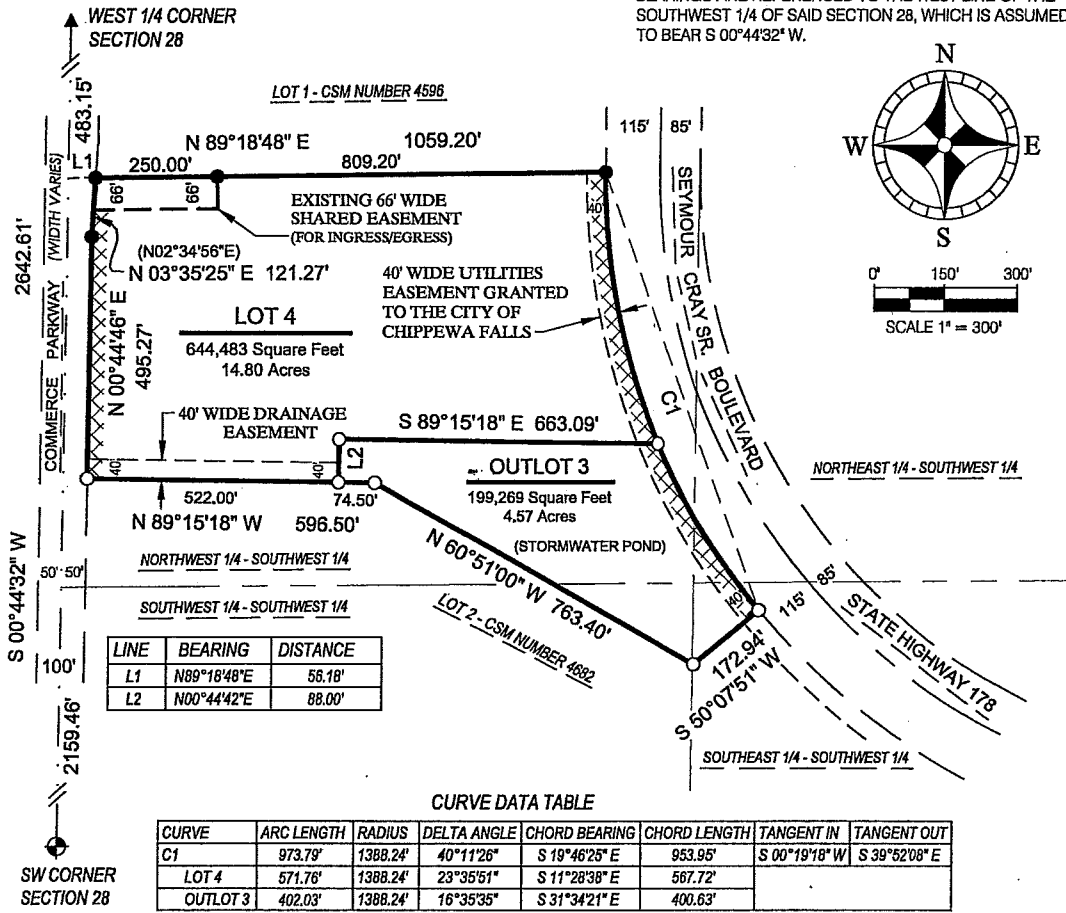 WEST 1/4 CORNER
SECTION 28
SOUTHWEST 1/4 OF SAID SECTION 28, WHICH IS ASSUMED
TO BEAR S 00°44'32" W.
LOT 1 - CSM NUMBER 4596
N
W
E
S
0' 150' 300'
SCALE 1" = 300'
483.15'
L1
N 89°18'48" E 1059.20'
250.00' 809.20'
115' 85'
66' 66'
EXISTING 66' WIDE
SHARED EASEMENT
(FOR INGRESS/EGRESS)
40'
(N02°34'56"E)
N 03°35'25" E 121.27'
2642.61'
COMMERCE PARKWAY (WIDTH VARIES)
N 00°44'46" E
495.27'
LOT 4
644,483 Square Feet
14.80 Acres
40' WIDE UTILITIES
EASEMENT GRANTED
TO THE CITY OF
CHIPPEWA FALLS
SEYMOUR CRAY SR. BOULEVARD
C1
40' WIDE DRAINAGE
EASEMENT
S 89°15'18" E 663.09'
L2
40' 40'
OUTLOT 3
199,269 Square Feet
4.57 Acres
(STORMWATER POND)
NORTHEAST 1/4 - SOUTHWEST 1/4
522.00' 74.50'
N 89°15'18" W 596.50'
N 60°51'00" W 763.40'
NORTHWEST 1/4 - SOUTHWEST 1/4
50' 50'
SOUTHWEST 1/4 - SOUTHWEST 1/4
LOT 2 - CSM NUMBER 4682
40'
115' 85'
STATE HIGHWAY 178
172.94'
S 50°07'51" W
SOUTHEAST 1/4 - SOUTHWEST 1/4
S 00°44'32" W
100'
2159.46'
LINE BEARING DISTANCE
L1 N89°18'48"E 56.18'
L2 N00°44'42"E 88.00'
SW CORNER
SECTION 28
CURVE DATA TABLE
CURVE ARC LENGTH RADIUS DELTA ANGLE CHORD BEARING CHORD LENGTH TANGENT IN TANGENT OUT
C1 973.79' 1388.24' 40°11'26" S 19°46'25" E 953.95' S 00°19'18" W S 39°52'08" E
LOT 4 571.76' 1388.24' 23°35'51" S 11°28'38" E 567.72'
OUTLOT 3 402.03' 1388.24' 16°35'35" S 31°34'21" E 400.63'